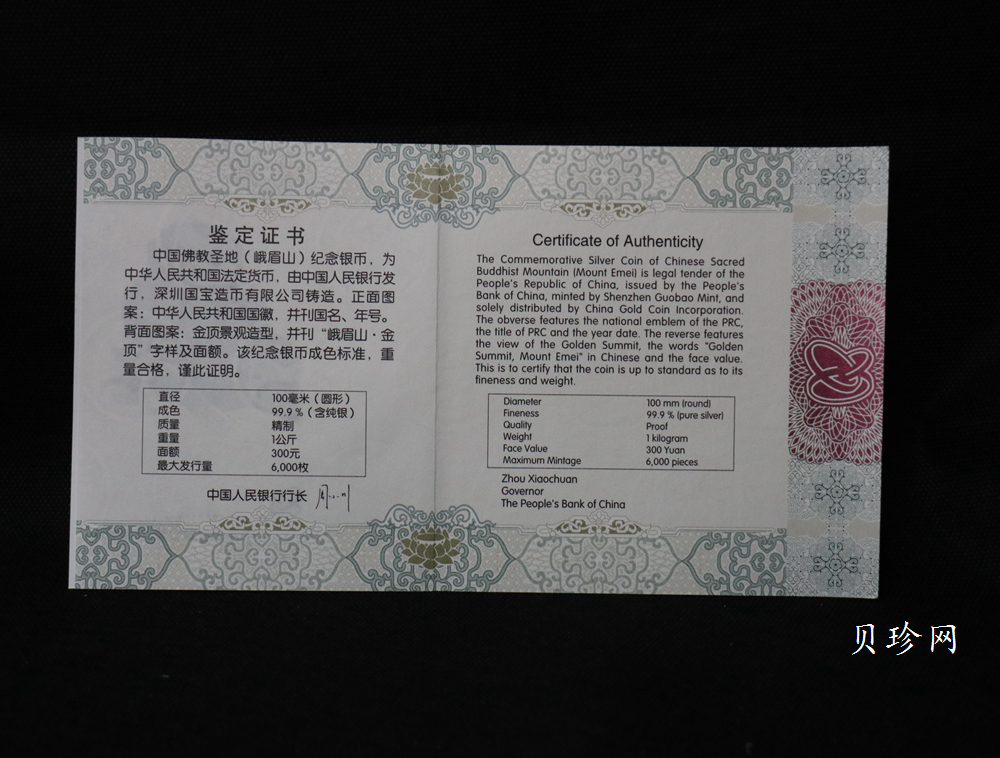 鉴定证书
中国佛教圣地（峨眉山）纪念银币，为
中华人民共和国法定货币，由中国人民银行发
行，深圳国宝造币有限公司铸造。正面图
案：中华人民共和国国徽，并刊国名、年号。
背面图案：金顶景观造型，并刊“峨眉山·金
顶”字样及面额。该纪念银币成色标准，重
量合格，谨此证明。
直径 100毫米（圆形）
成色 99.9％（含纯银）
质量 精制
重量 1公斤
面额 300元
最大发行量 6,000枚
中国人民银行行长
Certificate of Authenticity
The Commemorative Silver Coin of Chinese Sacred
Buddhist Mountain (Mount Emei) is legal tender of the
People's Republic of China, issued by the People's
Bank of China, minted by Shenzhen Guobao Mint, and
solely distributed by China Gold Coin Incorporation.
The obverse features the national emblem of the PRC,
the title of PRC and the year date. The reverse features
the view of the Golden Summit, the words "Golden
Summit, Mount Emei" in Chinese and the face value.
This is to certify that the coin is up to standard as to its
fineness and weight.
Diameter 100 mm (round)
Fineness 99.9 % (pure silver)
Quality Proof
Weight 1 kilogram
Face Value 300 Yuan
Maximum Mintage 6,000 pieces
Zhou Xiaochuan
Governor
The People's Bank of China
贝珍网